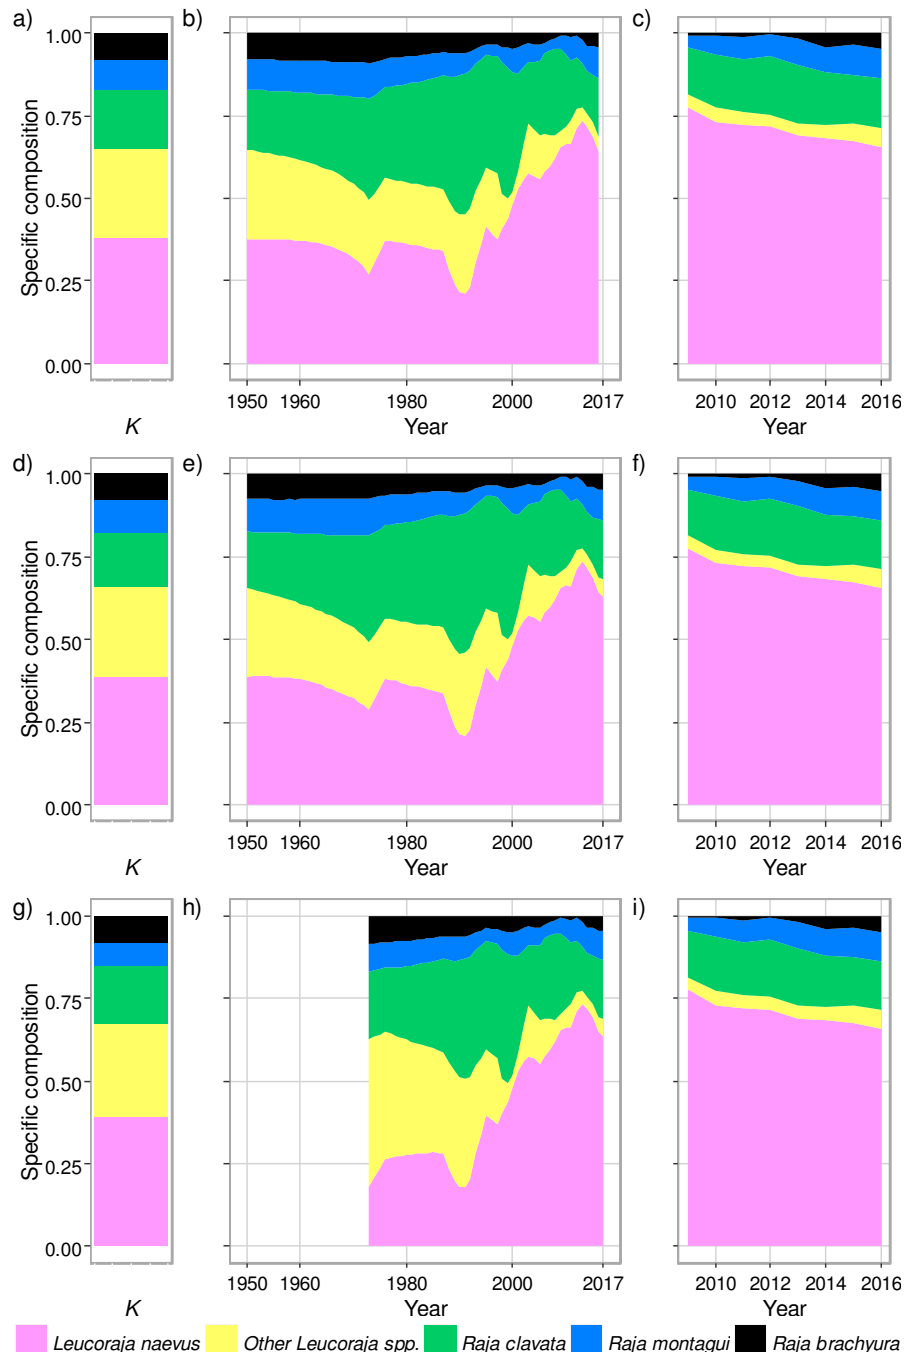 a) b) c)
1.00
0.75
0.50
0.25
0.00
Specific composition
K
1950 1960 1980 2000 2017
Year
2010 2012 2014 2016
Year
d) e) f)
1.00
0.75
0.50
0.25
0.00
Specific composition
K
1950 1960 1980 2000 2017
Year
2010 2012 2014 2016
Year
g) h) i)
1.00
0.75
0.50
0.25
0.00
Specific composition
K
1950 1960 1980 2000 2017
Year
2010 2012 2014 2016
Year
Leucoraja naevus Other Leucoraja spp. Raja clavata Raja montagui Raja brachyura